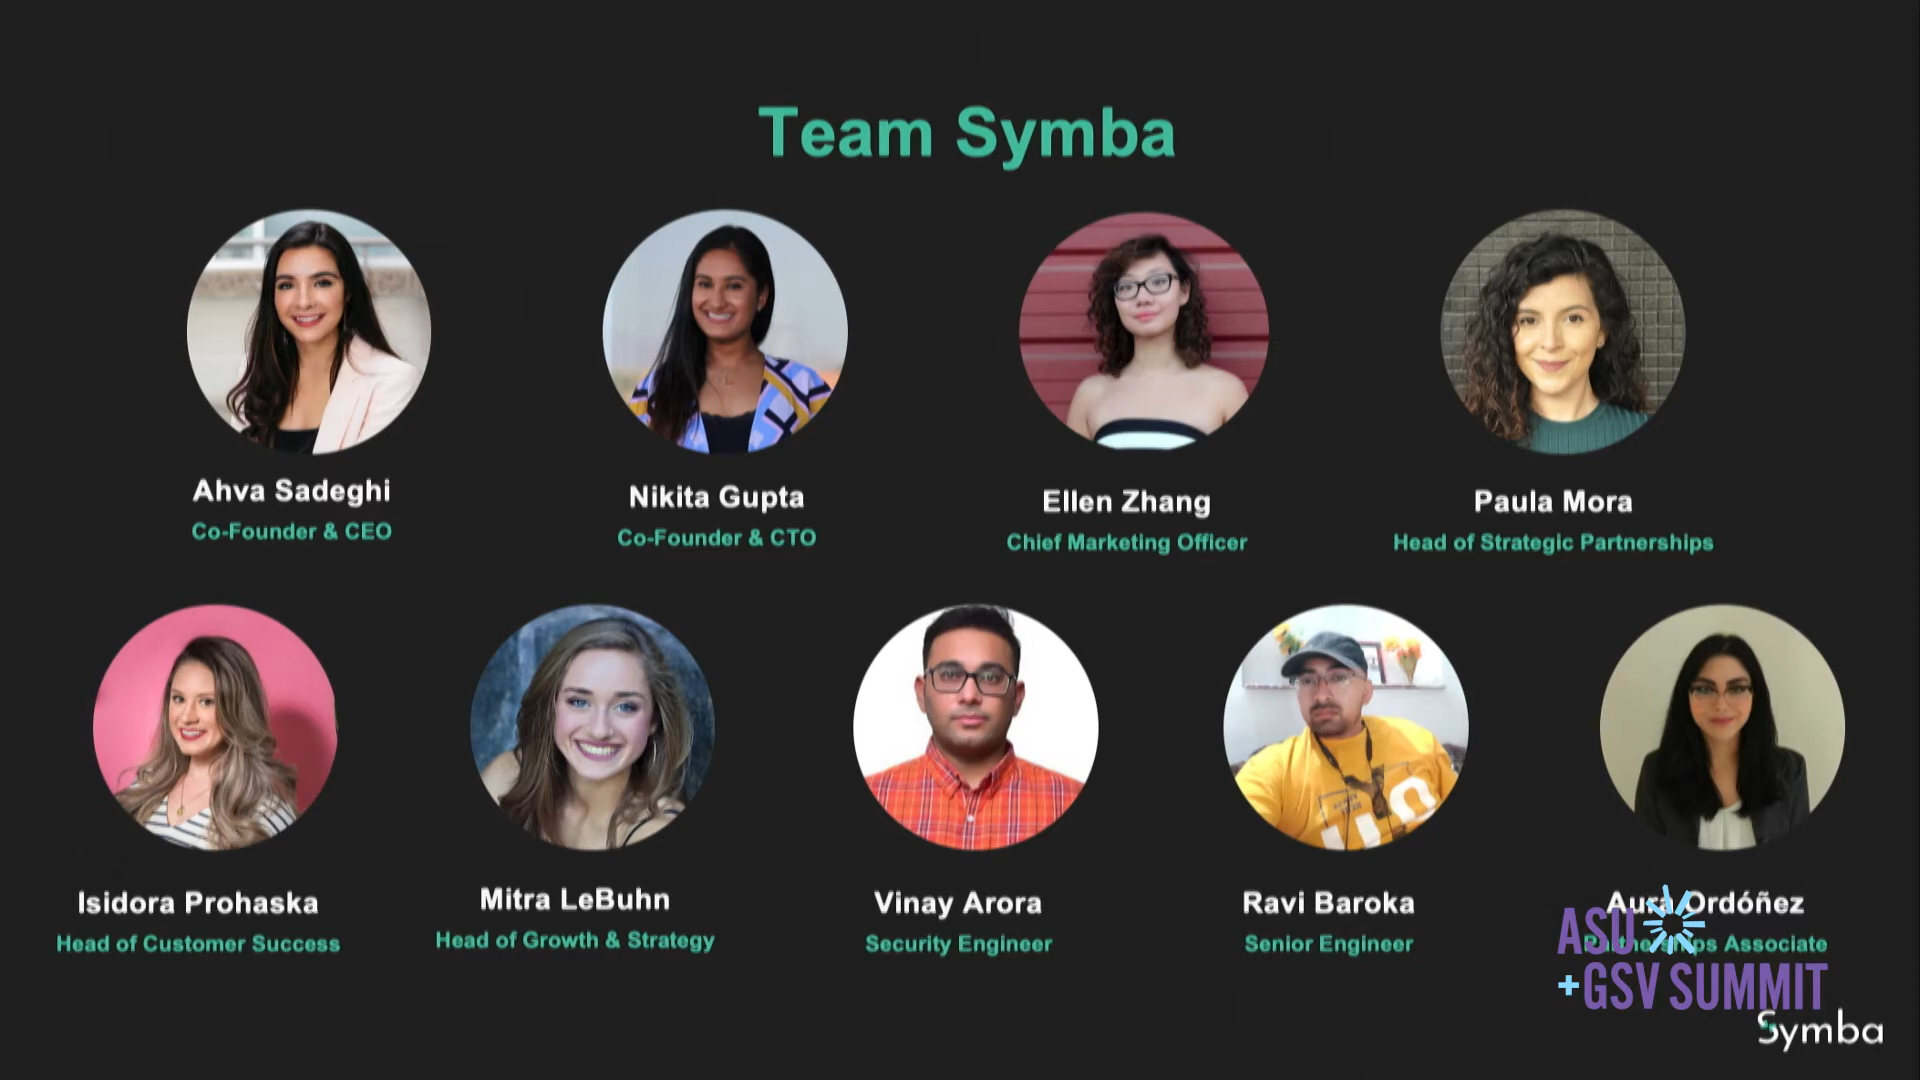 Team Symba
Ahva Sadeghi
Co-Founder & CEO
Nikita Gupta
Co-Founder & CTO
Ellen Zhang
Chief Marketing Officer
Paula Mora
Head of Strategic Partnerships
Isidora Prohaska
Head of Customer Success
Mitra LeBuhn
Head of Growth & Strategy
Vinay Arora
Security Engineer
Ravi Baroka
Senior Engineer
Aura Ordóñez
Partnerships Associate
ASU
+GSV SUMMIT
Symba